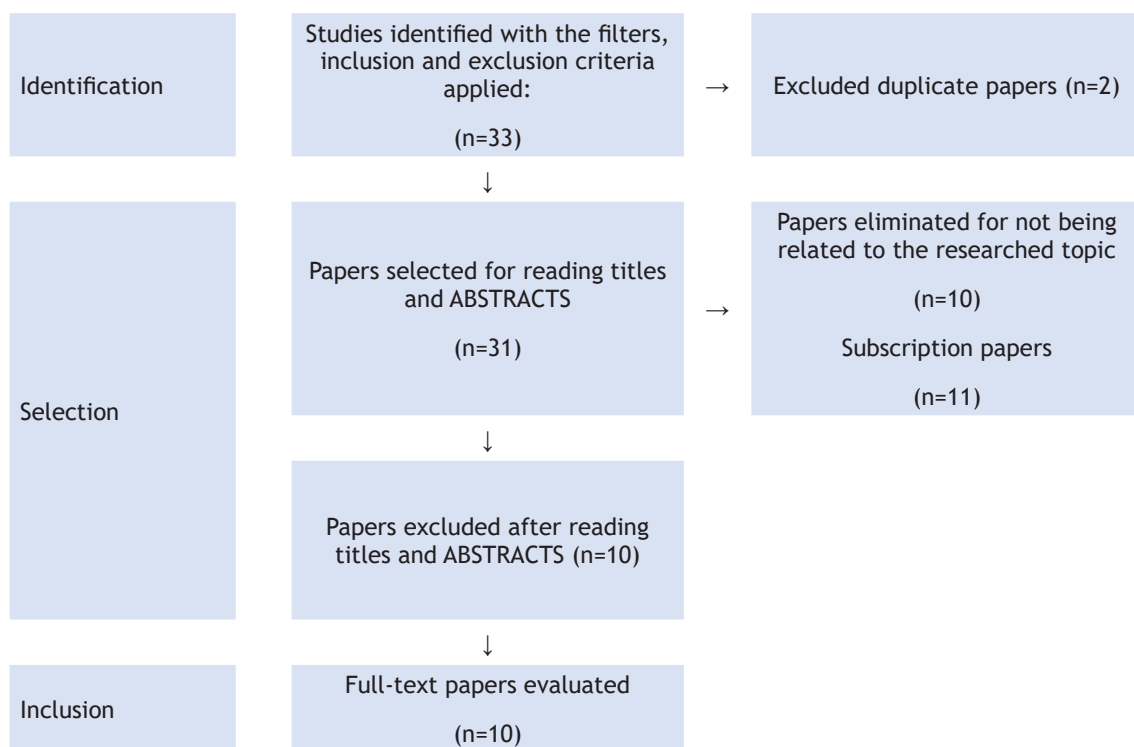 Identification
Studies identified with the filters,
inclusion and exclusion criteria
applied:
(n=33)
→
Excluded duplicate papers (n=2)
↓
Selection
Papers selected for reading titles
and ABSTRACTS
(n=31)
→
Papers eliminated for not being
related to the researched topic
(n=10)
Subscription papers
(n=11)
↓
Papers excluded after reading
titles and ABSTRACTS (n=10)
↓
Inclusion
Full-text papers evaluated
(n=10)